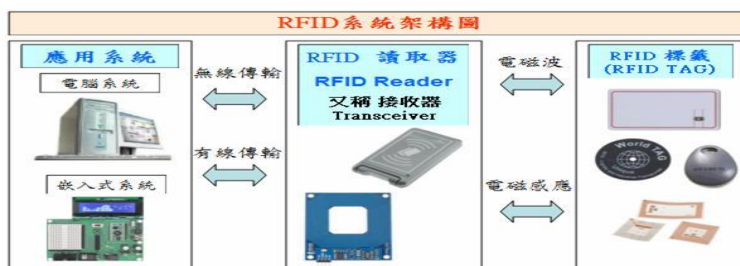 RFID系統架構圖
應用系統
電腦系統
嵌入式系統
無線傳輸
有線傳輸
RFID 讀取器
RFID Reader
又稱 接收器
Transceiver
電磁波
電磁感應
RFID 標籤
(RFID TAG)
World TAG